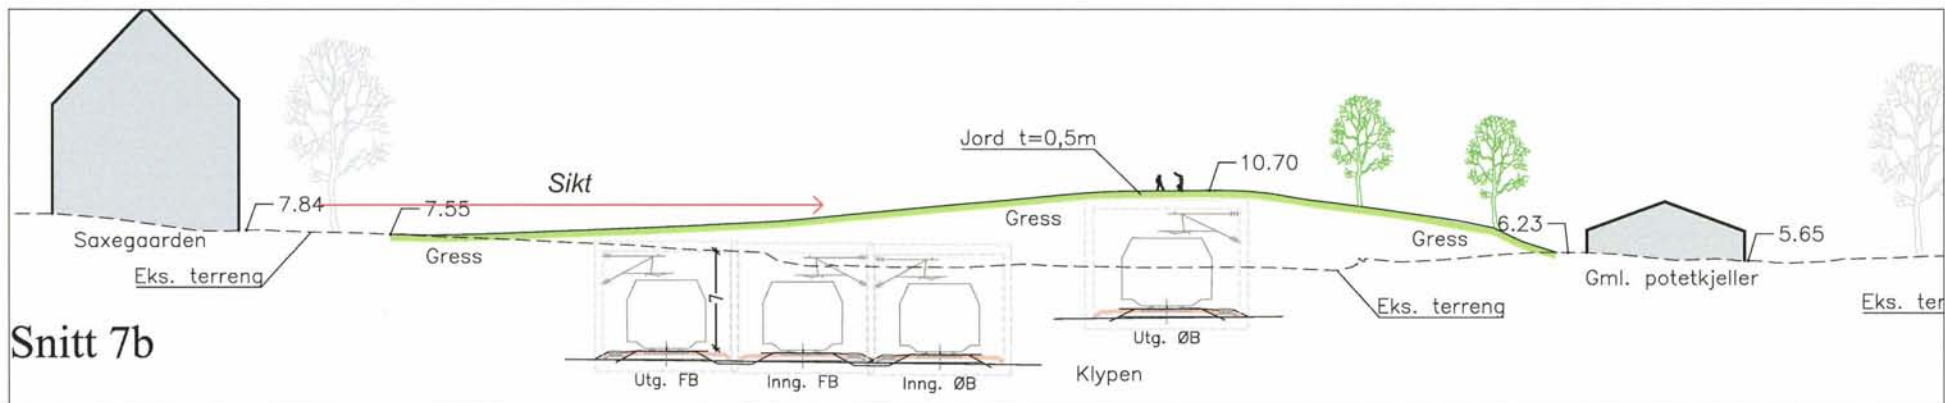 Jord t=0,5m
10.70
Sikt
7.84
7.55
Gress
6.23
Saxegaarden
Gress
Gress
5.65
Eks. terreng
Gml. potetkjeller
Eks. terreng
Eks. ter
7
Snitt 7b
Utg. ØB
Klypen
Utg. FB
Inng. FB
Inng. ØB